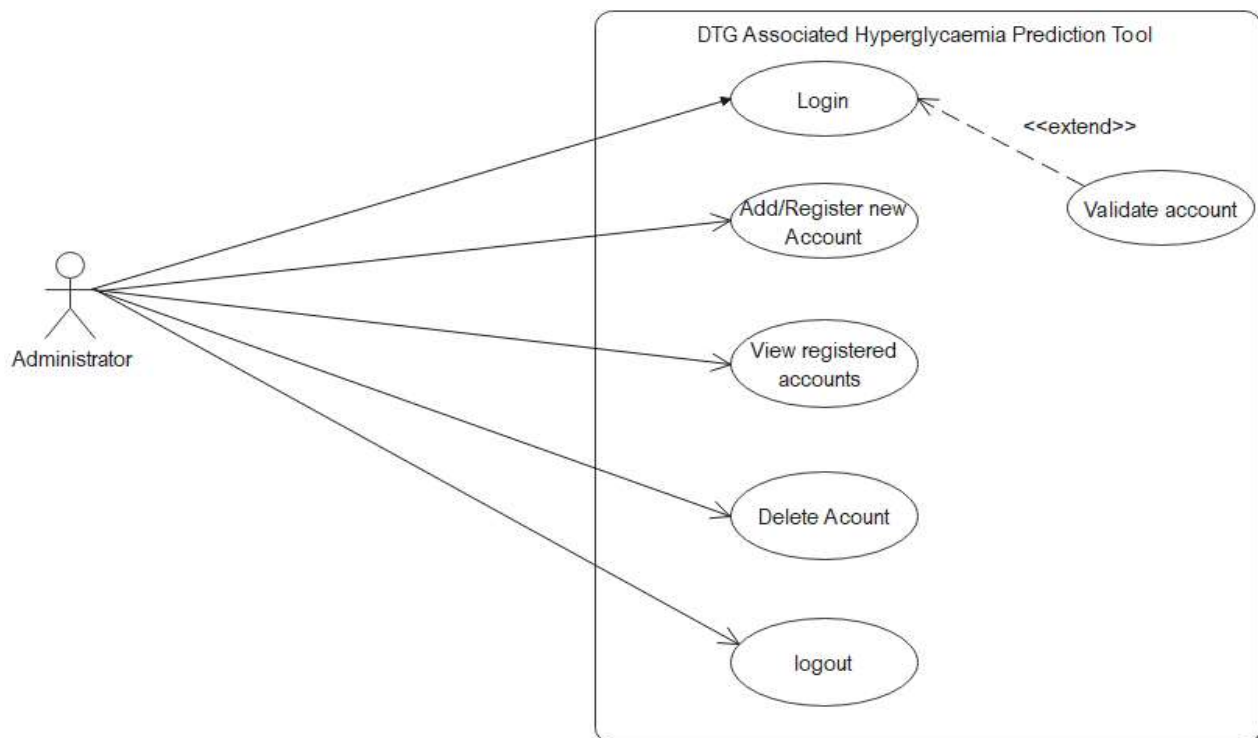 DTG Associated Hyperglycaemia Prediction Tool
Login
<<extend>>
Validate account
Add/Register new
Account
Administrator
View registered
accounts
Delete Acount
logout